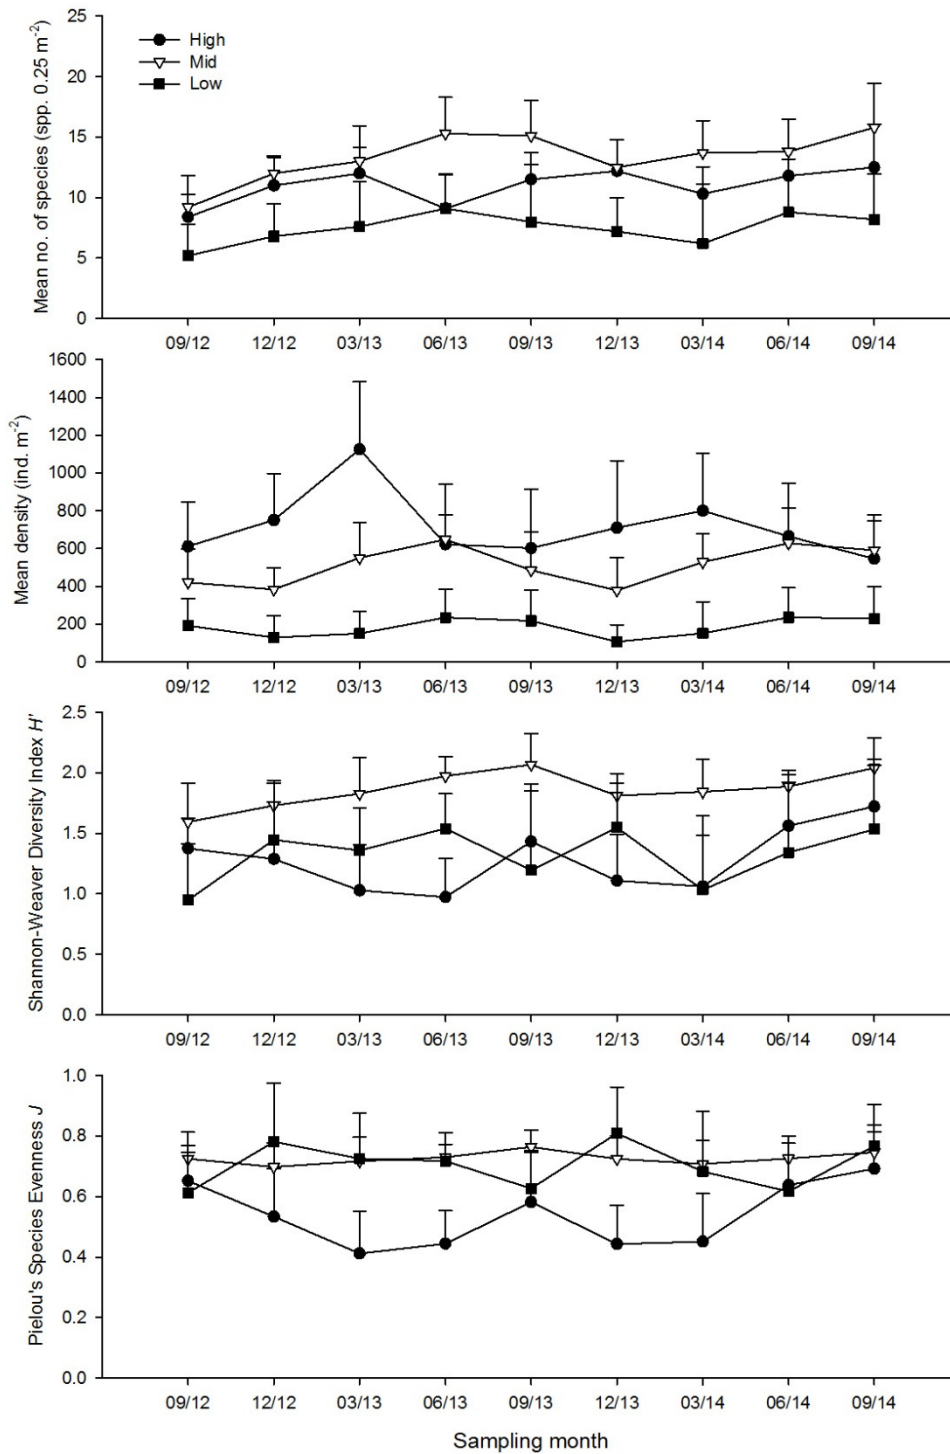 Mean no. of species (spp. 0.25 m⁻²)
25
20
15
10
5
0
High
Mid
Low
09/12 12/12 03/13 06/13 09/13 12/13 03/14 06/14 09/14
Mean density (ind. m⁻²)
1600
1400
1200
1000
800
600
400
200
0
09/12 12/12 03/13 06/13 09/13 12/13 03/14 06/14 09/14
Shannon-Weaver Diversity Index H'
2.5
2.0
1.5
1.0
0.5
0.0
09/12 12/12 03/13 06/13 09/13 12/13 03/14 06/14 09/14
Pielou's Species Evenness J
1.0
0.8
0.6
0.4
0.2
0.0
09/12 12/12 03/13 06/13 09/13 12/13 03/14 06/14 09/14
Sampling month